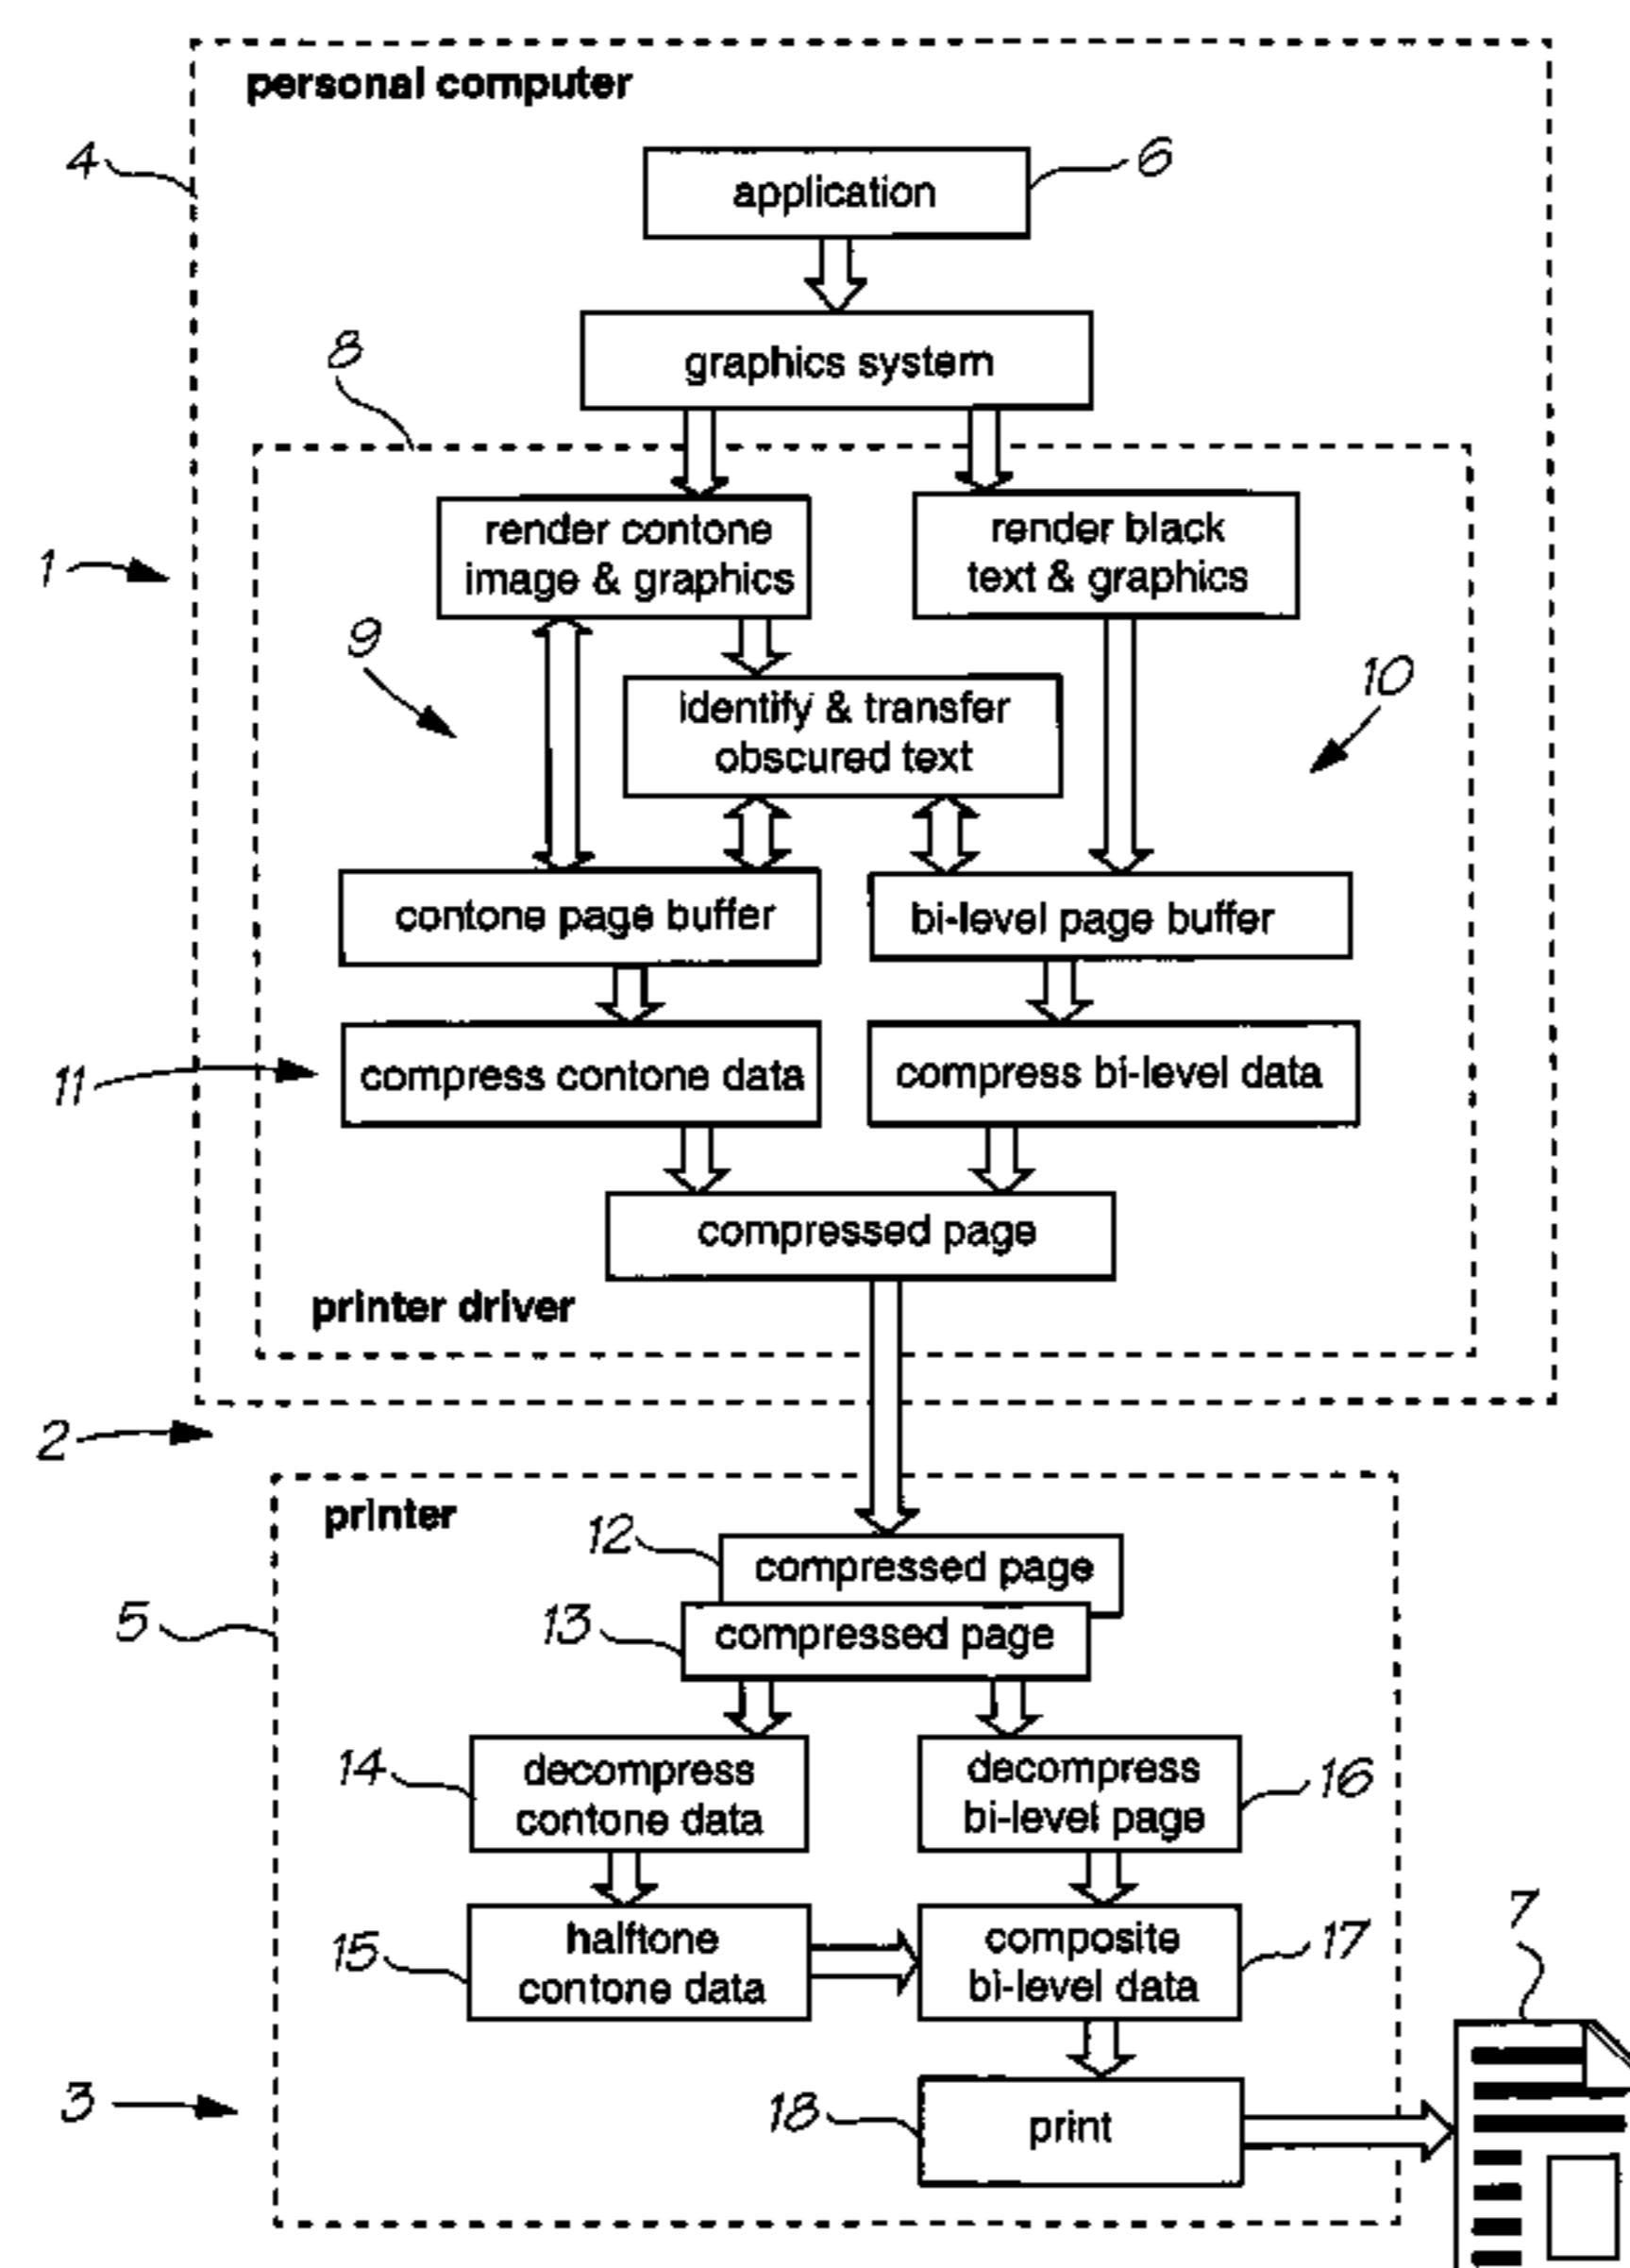 personal computer
4
6
application
8
graphics system
1
render contone
image & graphics
render black
text & graphics
9
10
identify & transfer
obscured text
contone page buffer
bi-level page buffer
11
compress contone data
compress bi-level data
compressed page
printer driver
2
printer
12
compressed page
5
13
compressed page
14
decompress
contone data
decompress
bi-level page
16
15
halftone
contone data
composite
bi-level data
17
7
3
18
print